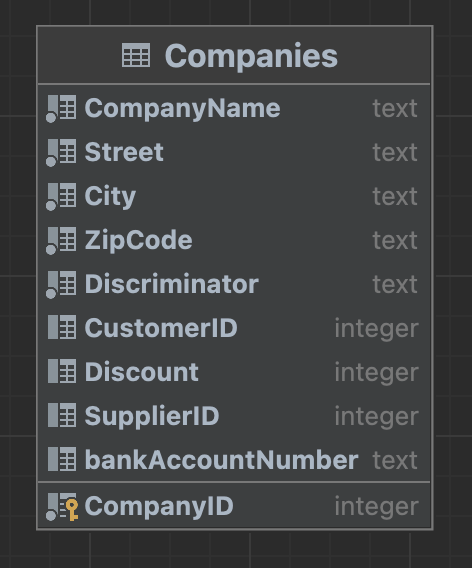 Companies
CompanyName text
Street text
City text
ZipCode text
Discriminator text
CustomerID integer
Discount integer
SupplierID integer
bankAccountNumber text
CompanyID integer